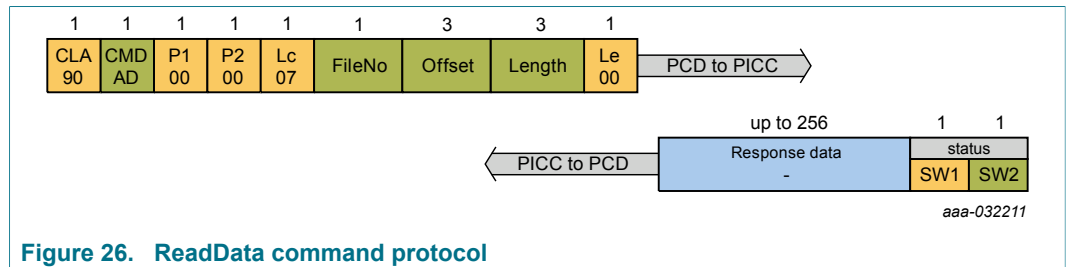 1 1 1 1 1 1 3 3 1
CLA CMD P1 P2 Lc FileNo Offset Length Le PCD to PICC
90 AD 00 00 07 00
up to 256 1 1
PICC to PCD Response data status
- SW1 SW2
aaa-032211
Figure 26. ReadData command protocol